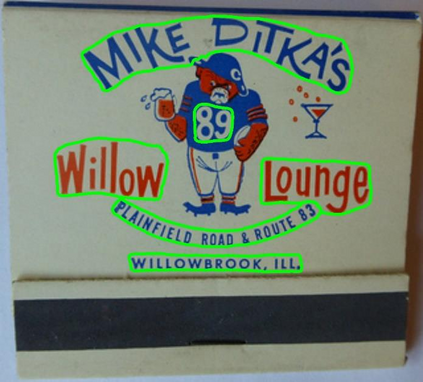 MIKE DITKA'S
C
89
Willow Lounge
PLAINFIELD ROAD & ROUTE 83
WILLOWBROOK, ILL.